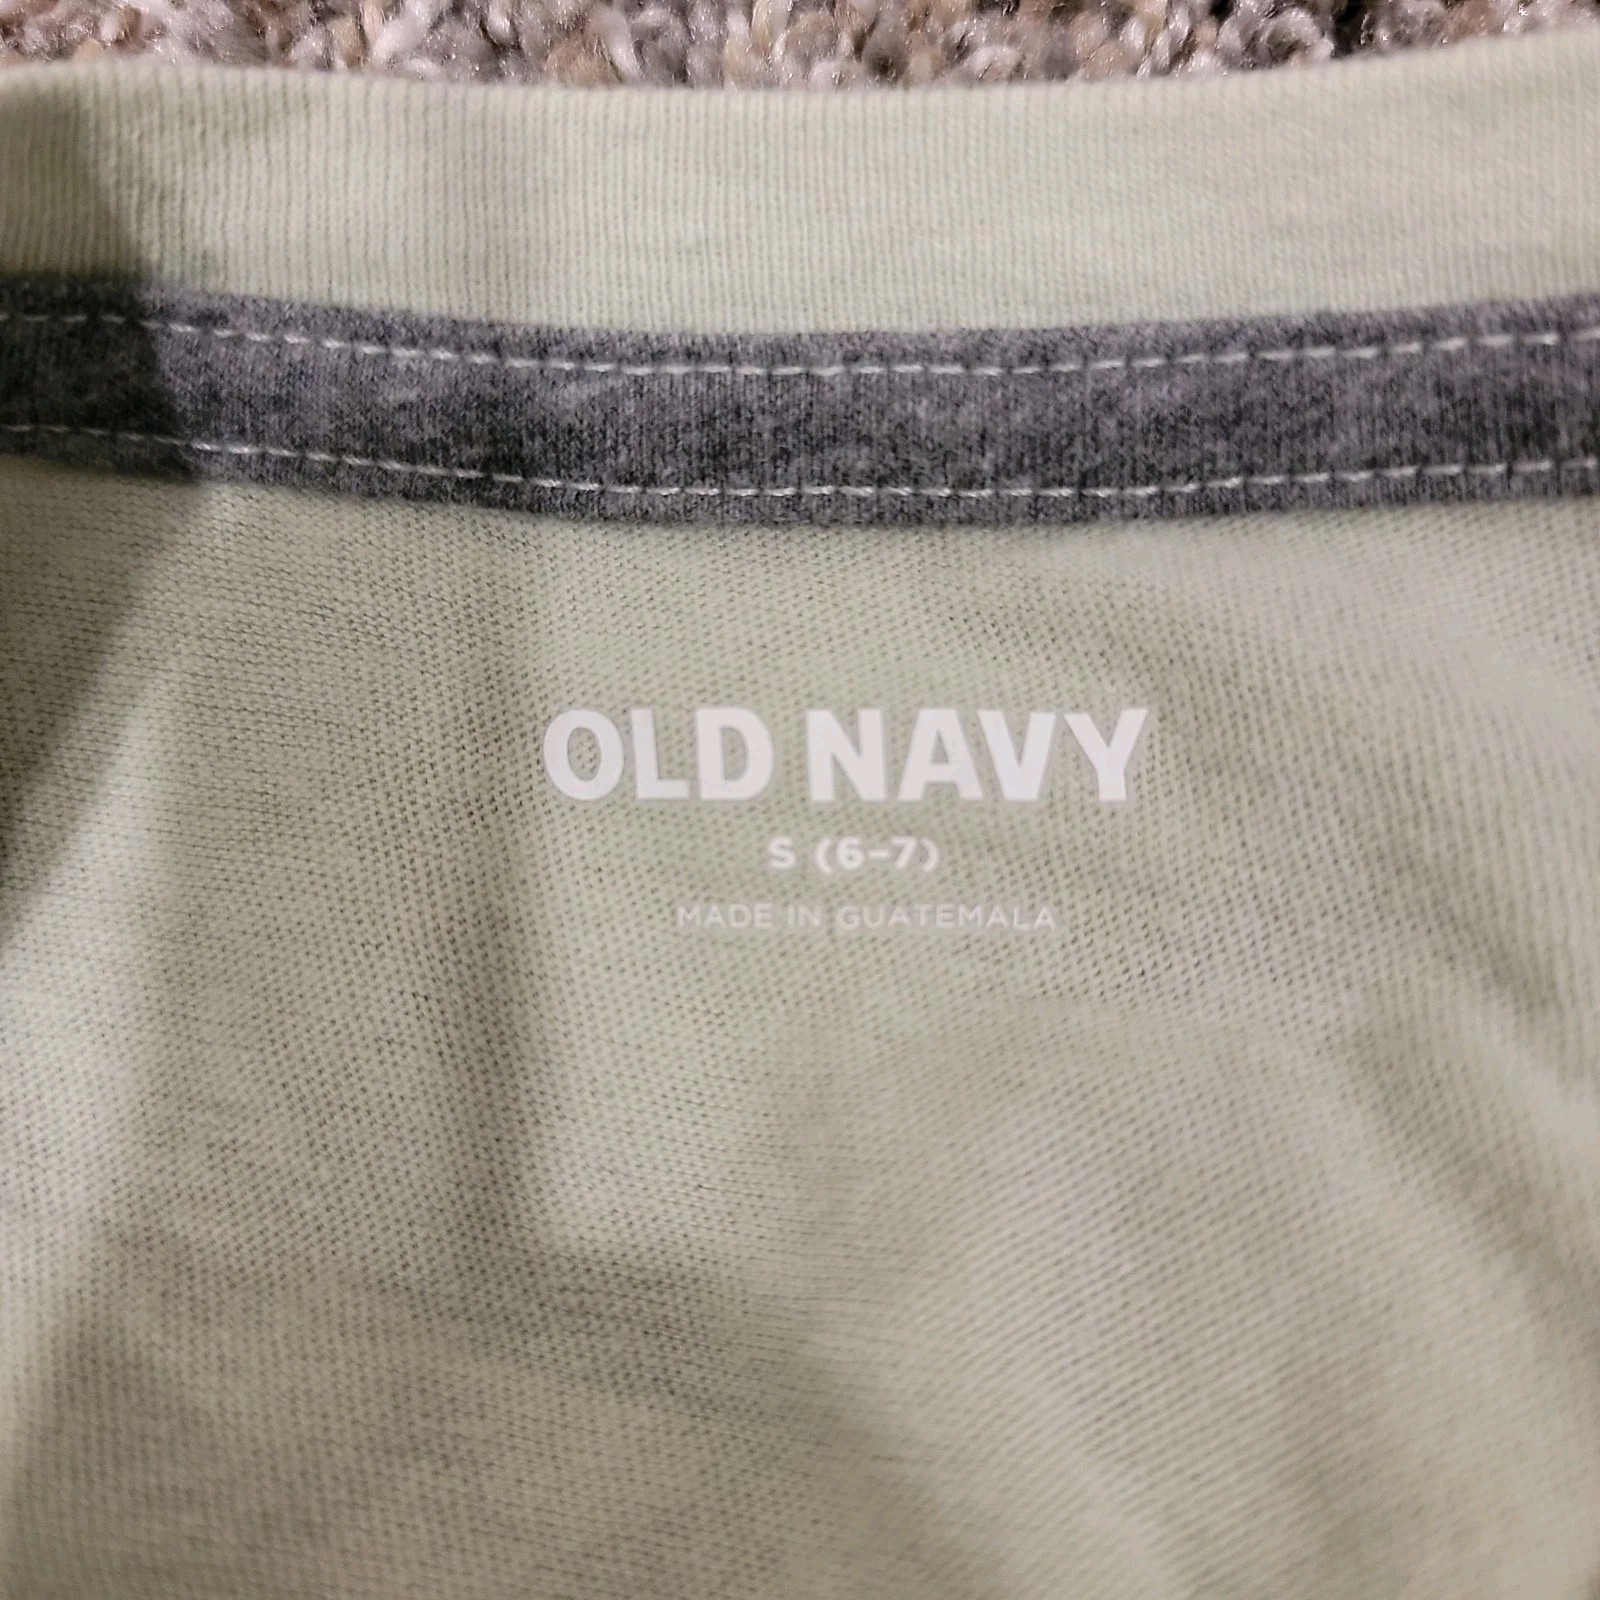 OLD NAVY
S (6-7)
MADE IN GUATEMALA